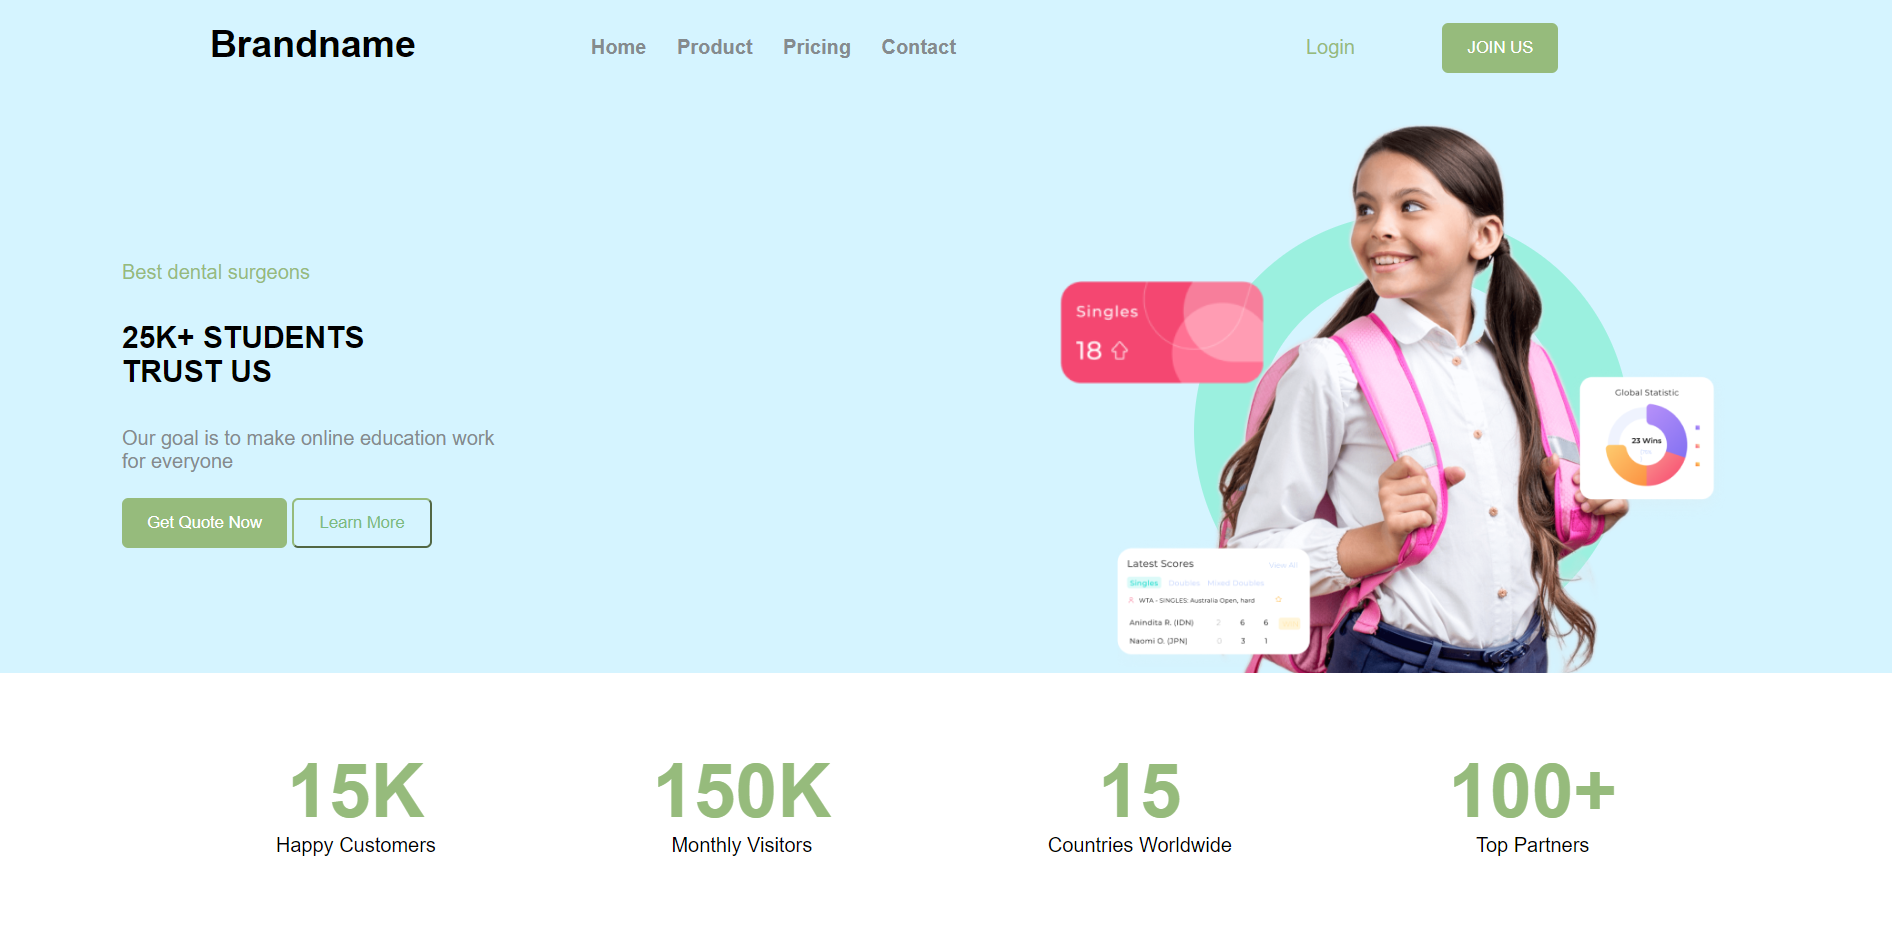 Brandname
Home Product Pricing Contact
Login
JOIN US
Best dental surgeons
25K+ STUDENTS
TRUST US
Our goal is to make online education work
for everyone
Get Quote Now
Learn More
Singles
18
Global Statistic
23 Wins
Latest Scores View All
Singles Doubles Mixed Doubles
WTA - SINGLES: Australia Open, hard
Anindita R. (IDN) 2 6 6
Naomi O. (JPN) 0 3 1
15K
Happy Customers
150K
Monthly Visitors
15
Countries Worldwide
100+
Top Partners